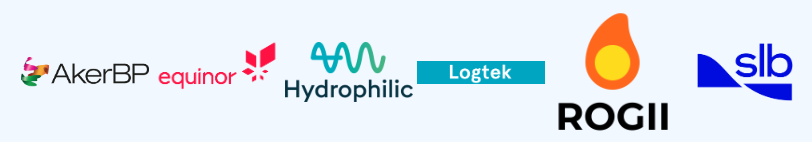 AkerBP
equinor
Hydrophilic
Logtek
ROGII
slb